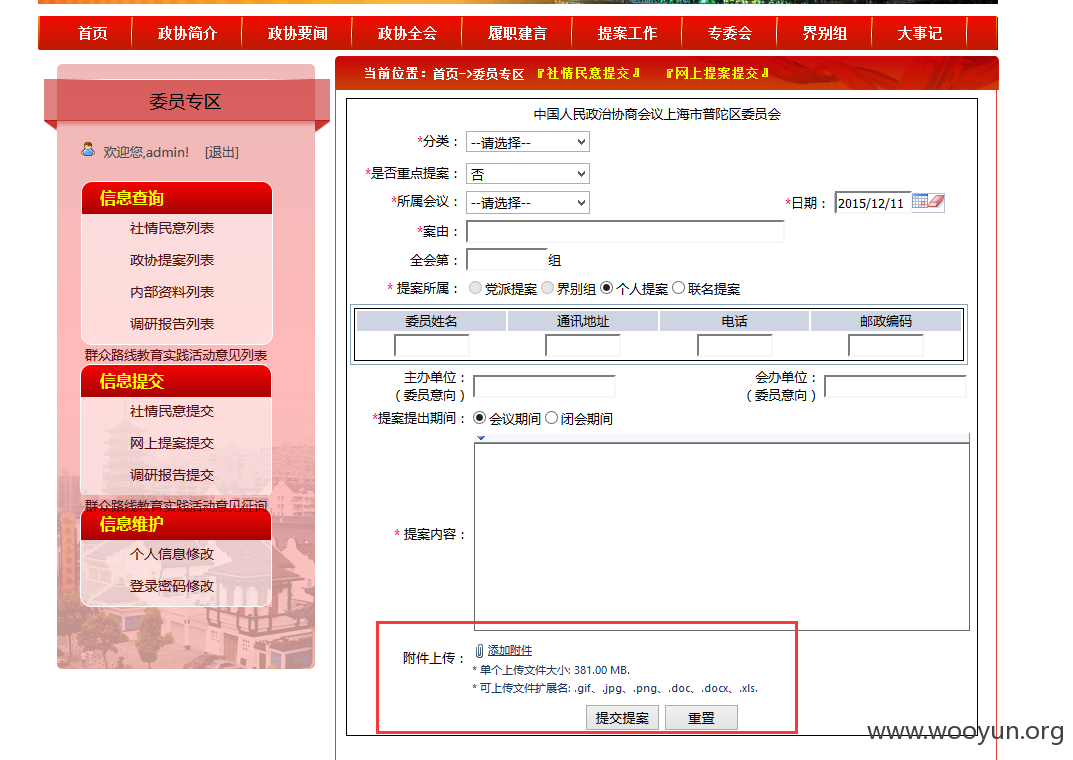 首页 政协简介 政协要闻 政协全会 履职建言 提案工作 专委会 界别组 大事记
委员专区
欢迎您,admin! [退出]
信息查询
社情民意列表
政协提案列表
内部资料列表
调研报告列表
群众路线教育实践活动意见列表
信息提交
社情民意提交
网上提案提交
调研报告提交
群众路线教育实践活动意见征询
信息维护
个人信息修改
登录密码修改
当前位置：首页->委员专区 『社情民意提交』 『网上提案提交』
中国人民政治协商会议上海市普陀区委员会
*分类： --请选择--
*是否重点提案： 否
*所属会议： --请选择-- *日期： 2015/12/11
*案由：
全会第： 组
* 提案所属： 党派提案 界别组 个人提案 联名提案
委员姓名 通讯地址 电话 邮政编码
主办单位： 会办单位：
（委员意向） （委员意向）
*提案提出期间： 会议期间 闭会期间
* 提案内容：
附件上传： 添加附件
* 单个上传文件大小: 381.00 MB.
* 可上传文件扩展名: .gif、.jpg、.png、.doc、.docx、.xls.
提交提案 重置
www.wooyun.org